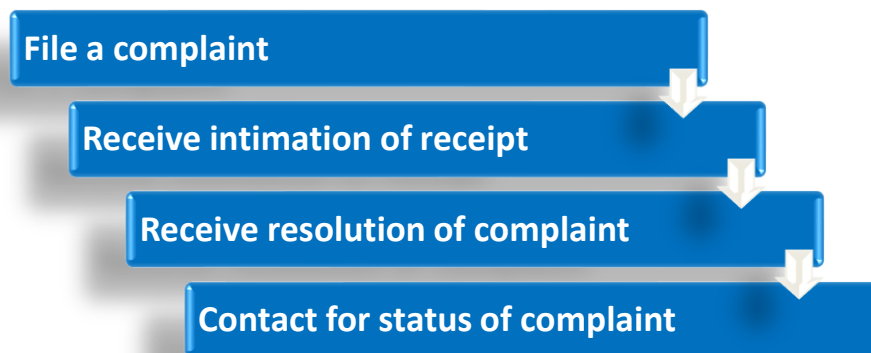 File a complaint
Receive intimation of receipt
Receive resolution of complaint
Contact for status of complaint